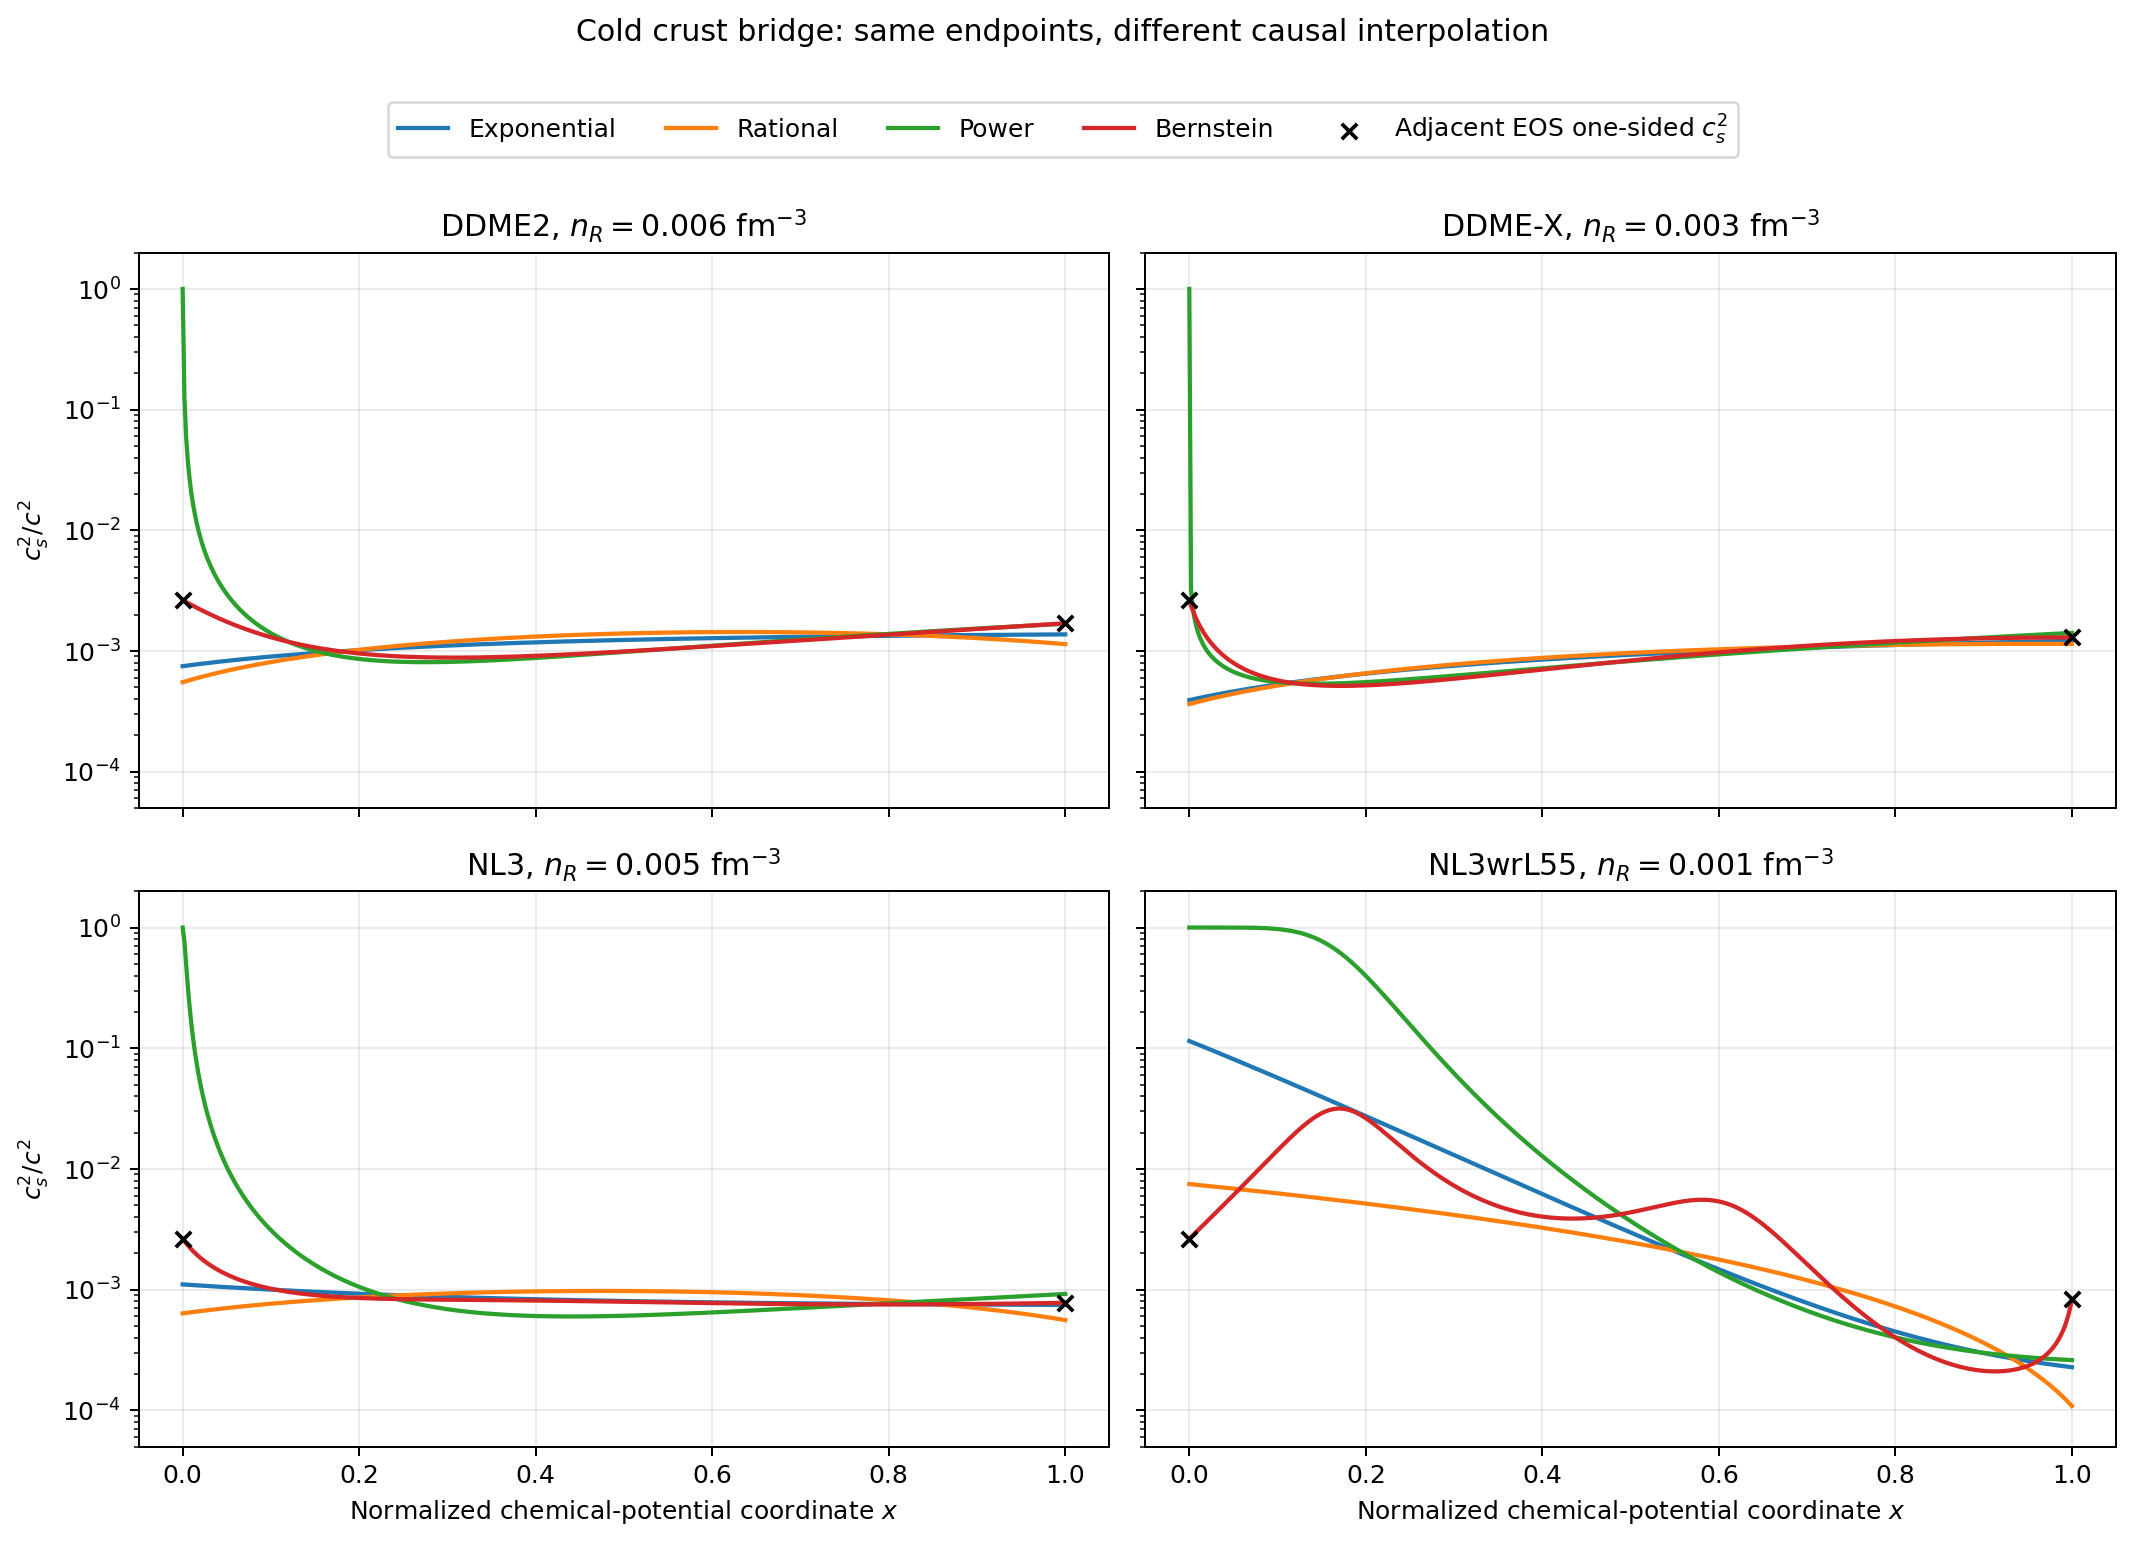 Cold crust bridge: same endpoints, different causal interpolation
Exponential Rational Power Bernstein Adjacent EOS one-sided $c_s^2$
DDME2, $n_R = 0.006$ fm$^{-3}$
DDME-X, $n_R = 0.003$ fm$^{-3}$
$10^0$
$10^{-1}$
$10^{-2}$
$10^{-3}$
$10^{-4}$
$c_s^2/c^2$
NL3, $n_R = 0.005$ fm$^{-3}$
NL3wrL55, $n_R = 0.001$ fm$^{-3}$
$10^0$
$10^{-1}$
$10^{-2}$
$10^{-3}$
$10^{-4}$
$c_s^2/c^2$
0.0 0.2 0.4 0.6 0.8 1.0
0.0 0.2 0.4 0.6 0.8 1.0
Normalized chemical-potential coordinate $x$
Normalized chemical-potential coordinate $x$